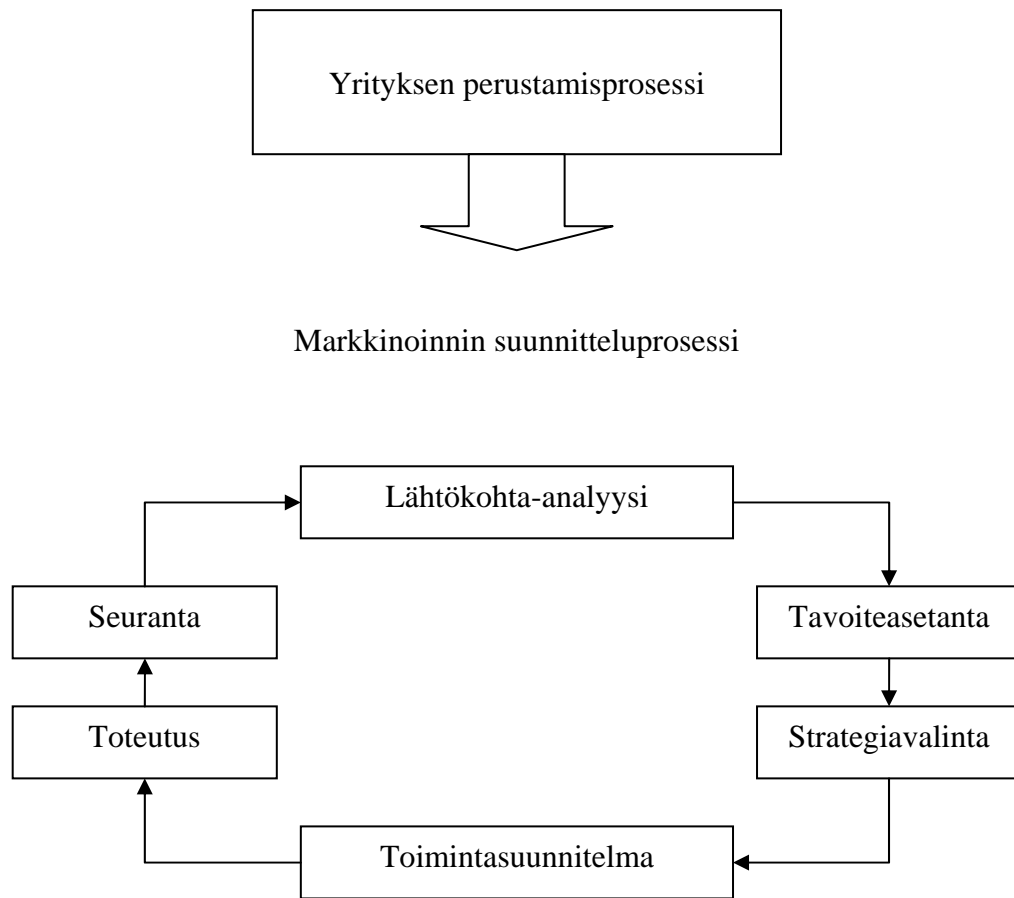 Yrityksen perustamisprosessi
Markkinoinnin suunnitteluprosessi
Lähtökohta-analyysi
Seuranta
Tavoiteasetanta
Toteutus
Strategiavalinta
Toimintasuunnitelma